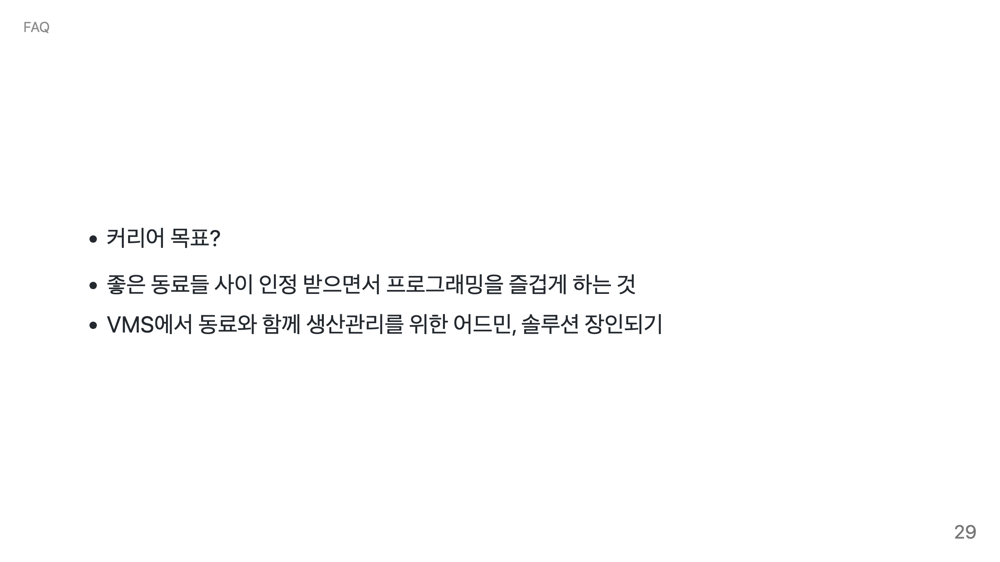 FAQ
• 커리어 목표?
• 좋은 동료들 사이 인정 받으면서 프로그래밍을 즐겁게 하는 것
• VMS에서 동료와 함께 생산관리를 위한 어드민, 솔루션 장인되기
29